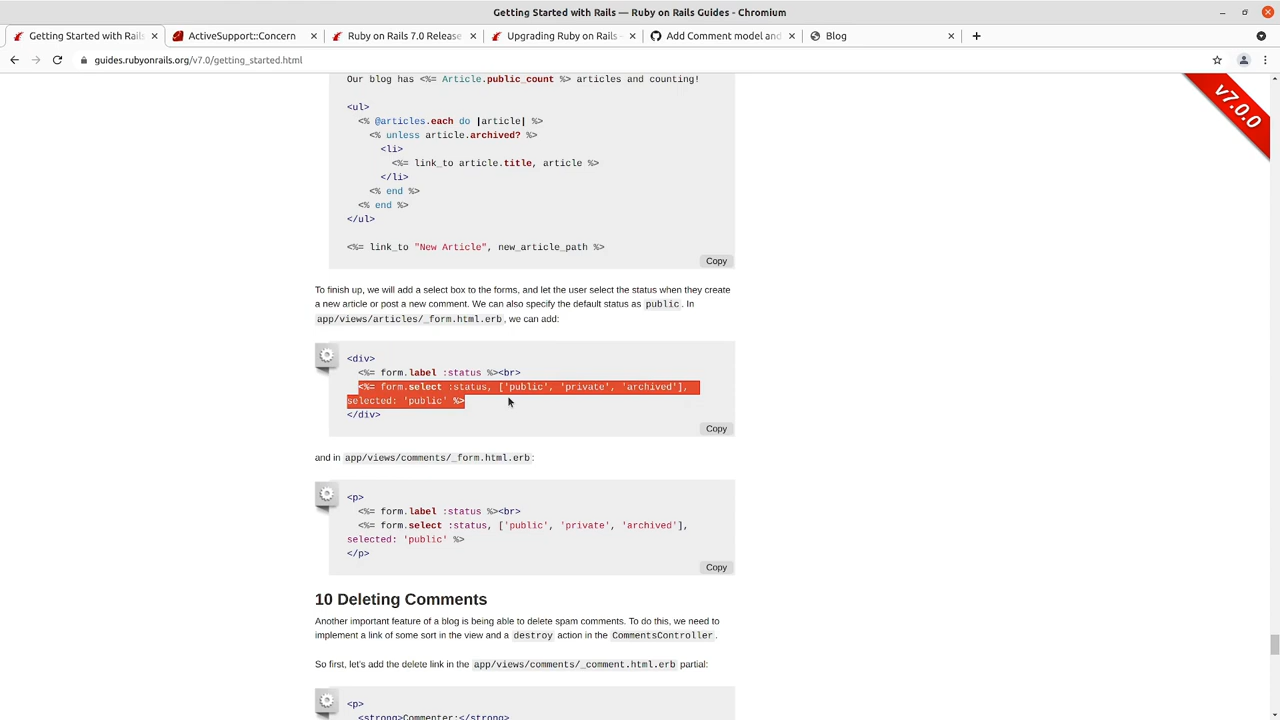 Getting Started with Rails — Ruby on Rails Guides - Chromium
Getting Started with Rails — ActiveSupport::Concern Ruby on Rails 7.0 Release Upgrading Ruby on Rails - Add Comment model and Blog
guides.rubyonrails.org/v7.0/getting_started.html
v7.0.0
Our blog has <%= Article.public_count %> articles and counting!
<ul>
<% @articles.each do |article| %>
<% unless article.archived? %>
<li>
<%= link_to article.title, article %>
</li>
<% end %>
<% end %>
</ul>
<%= link_to "New Article", new_article_path %>
Copy
To finish up, we will add a select box to the forms, and let the user select the status when they create
a new article or post a new comment. We can also specify the default status as public. In
app/views/articles/_form.html.erb, we can add:
<div>
<%= form.label :status %><br>
<%= form.select :status, ['public', 'private', 'archived'],
selected: 'public' %>
</div>
Copy
and in app/views/comments/_form.html.erb:
<p>
<%= form.label :status %><br>
<%= form.select :status, ['public', 'private', 'archived'],
selected: 'public' %>
</p>
Copy
10 Deleting Comments
Another important feature of a blog is being able to delete spam comments. To do this, we need to
implement a link of some sort in the view and a destroy action in the CommentsController.
So first, let's add the delete link in the app/views/comments/_comment.html.erb partial:
<p>
<strong>Commenter:</strong>